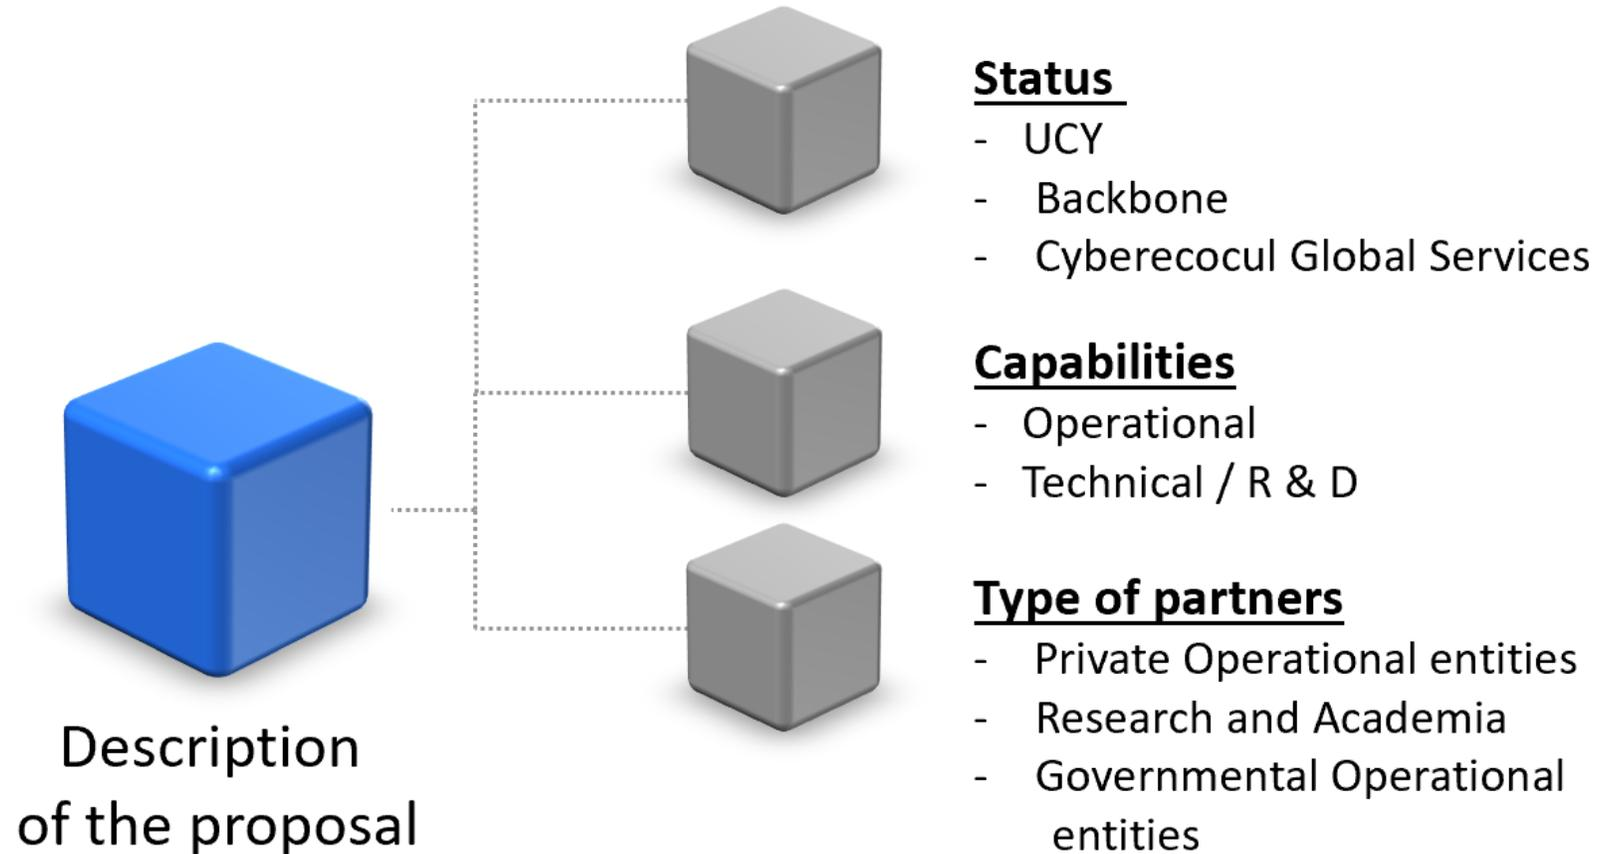 Status
- UCY
- Backbone
- Cyberecocul Global Services
Capabilities
- Operational
- Technical / R & D
Type of partners
- Private Operational entities
- Research and Academia
- Governmental Operational
entities
Description
of the proposal